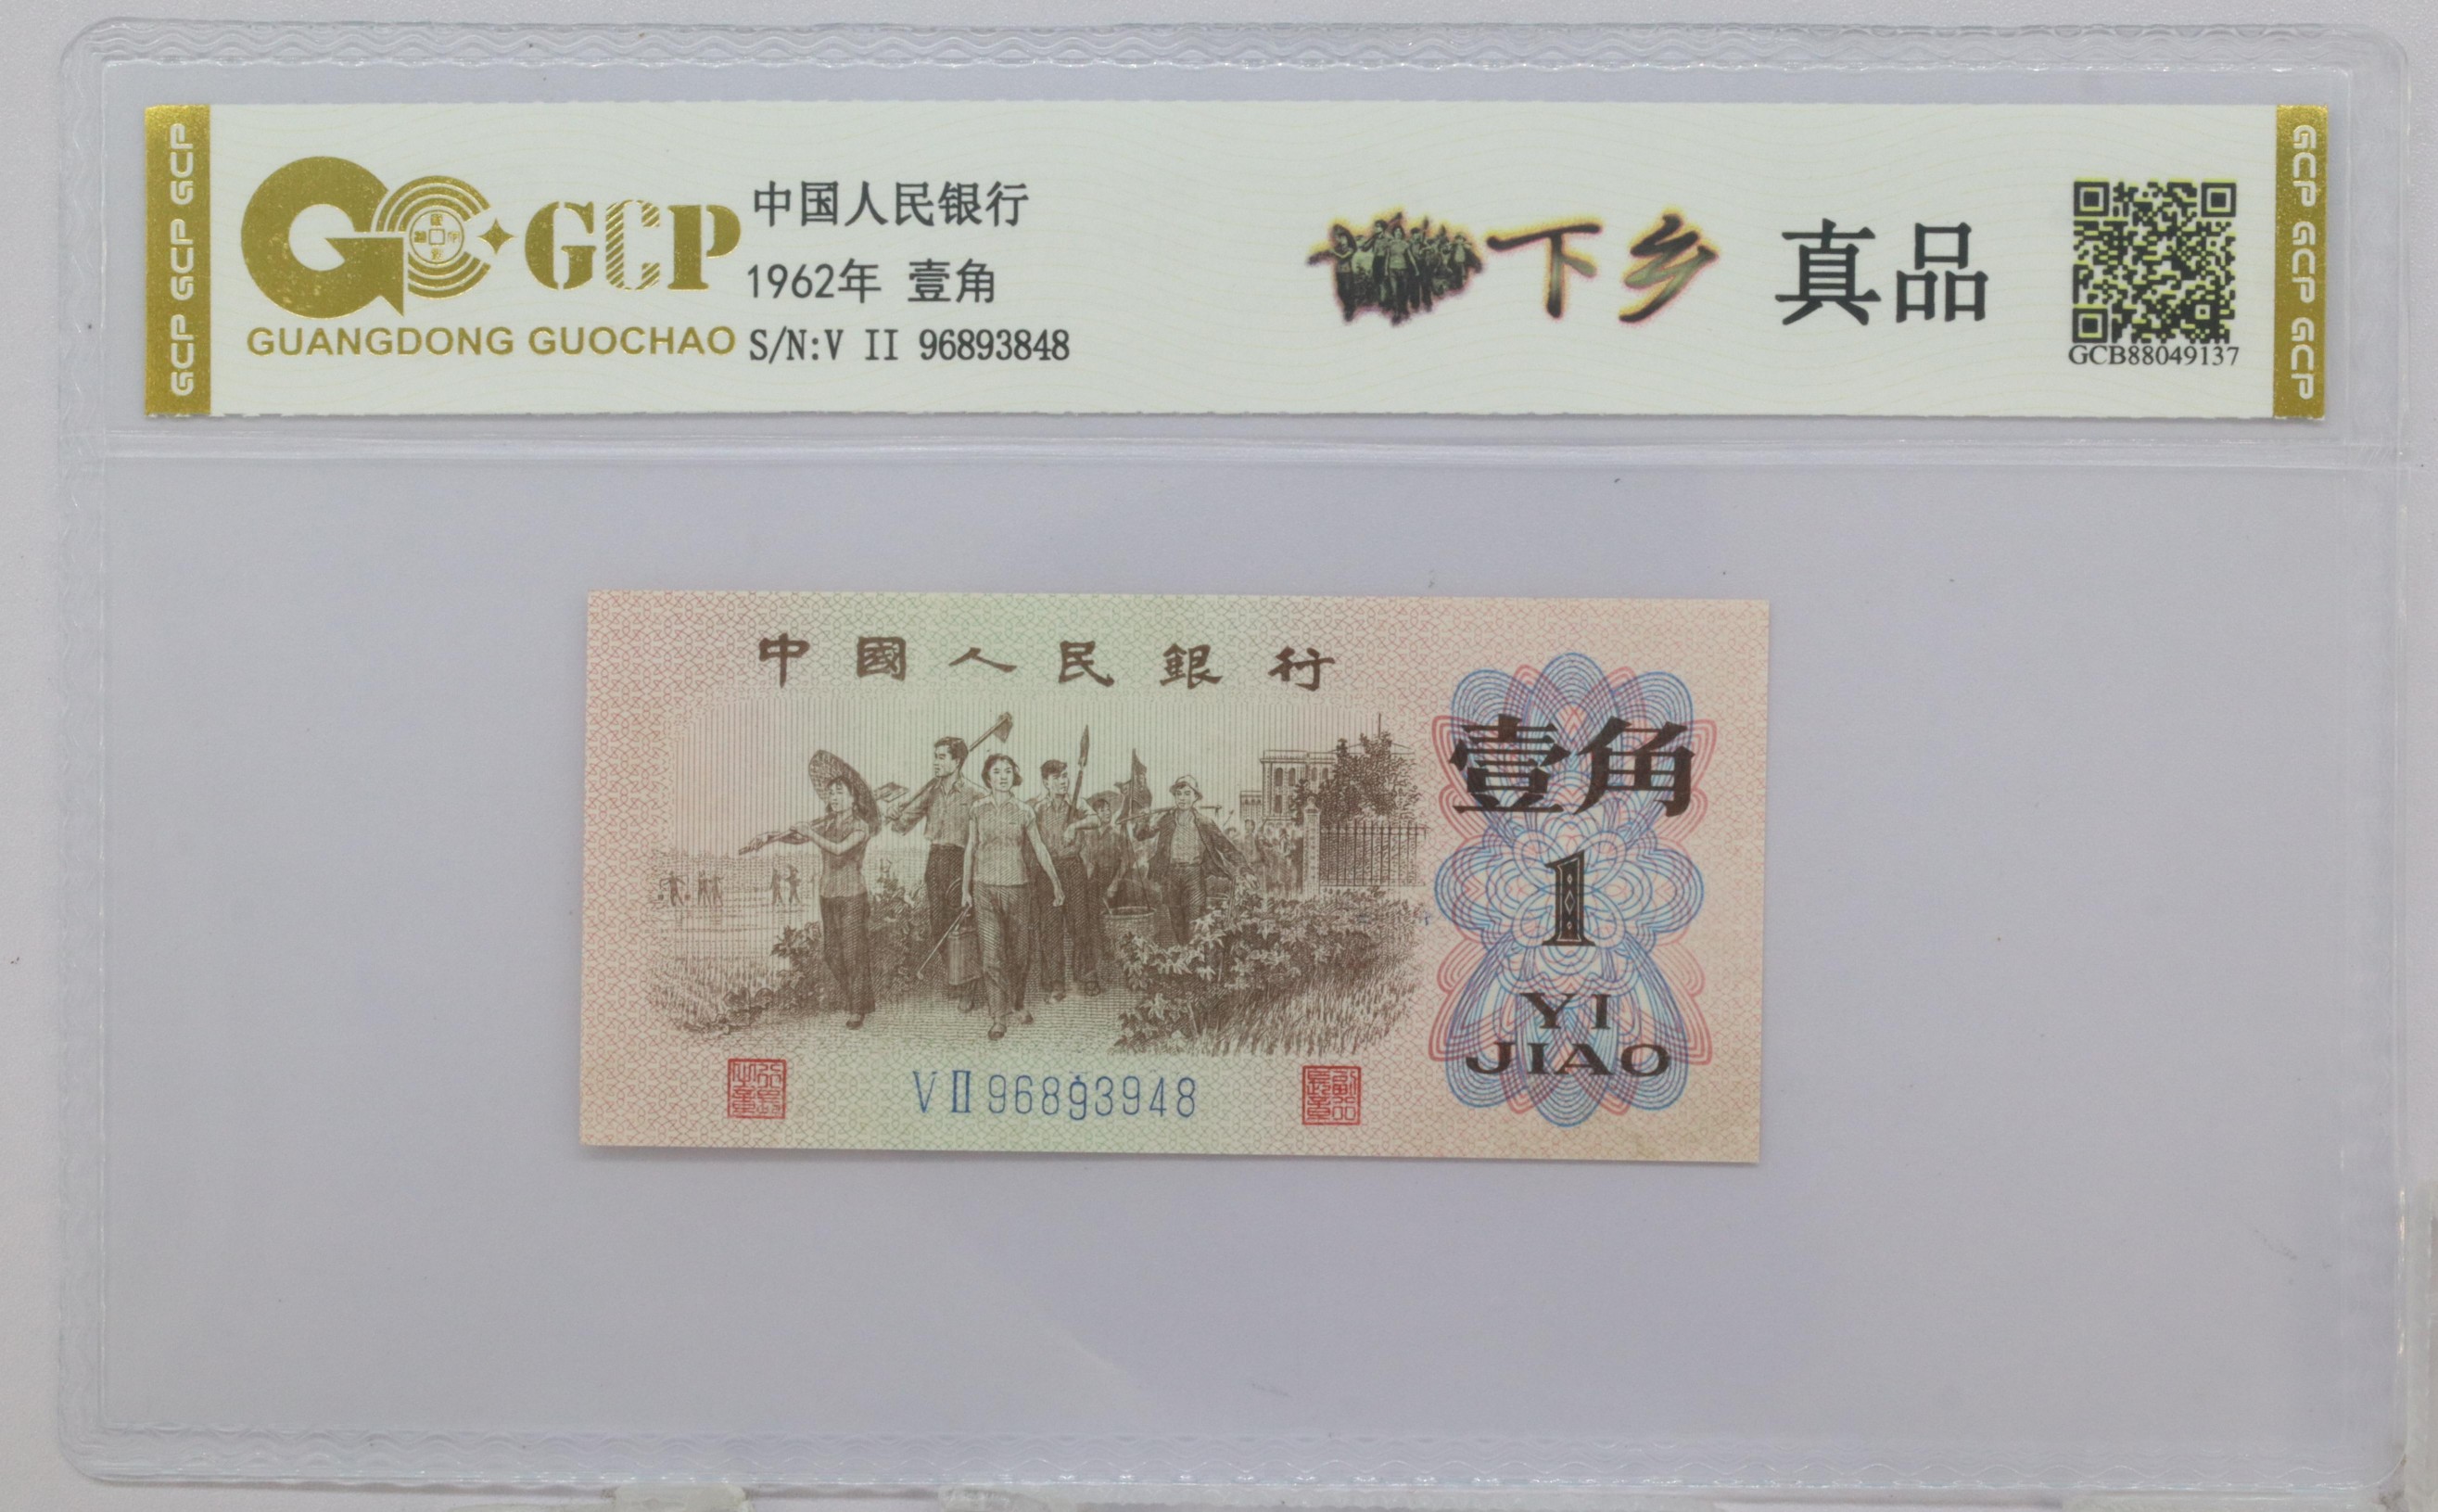 GCP GCP GCP
GCP
GUANGDONG GUOCHAO
中国人民银行
1962年 壹角
S/N:V II 96893848
下乡 真品
GCB88049137
GCP GCP GCP
中國人民銀行
壹角
1
YI
JIAO
V II 96893948